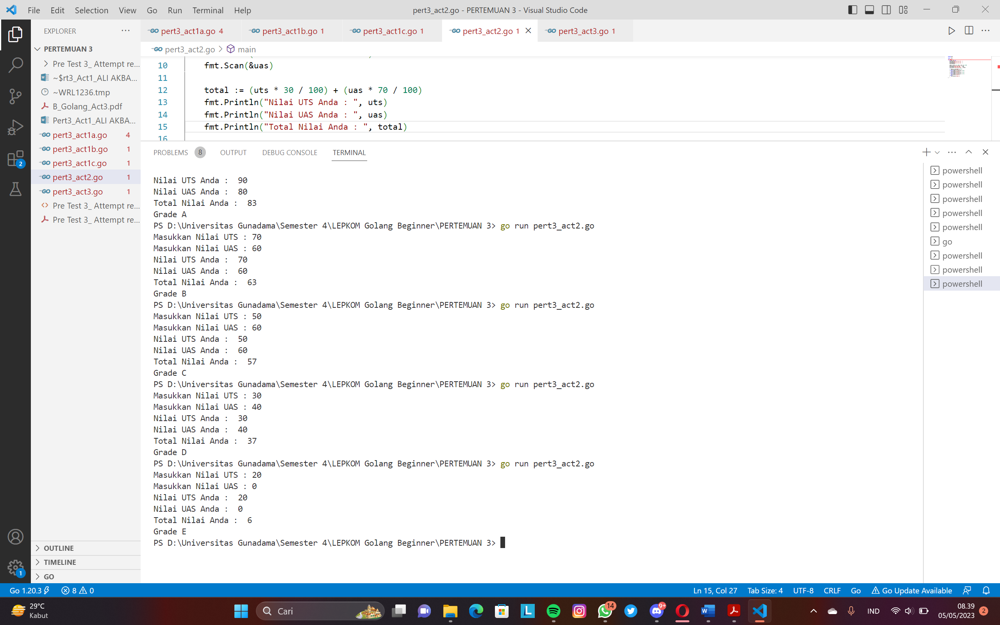 File Edit Selection View Go Run Terminal Help
pert3_act2.go - PERTEMUAN 3 - Visual Studio Code
EXPLORER
PERTEMUAN 3
Pre Test 3_ Attempt re...
~$rt3_Act1_ALI AKBA...
~WRL1236.tmp
B_Golang_Act3.pdf
Pert3_Act1_ALI AKBA...
pert3_act1a.go 4
pert3_act1b.go 1
pert3_act1c.go 1
pert3_act2.go 1
pert3_act3.go 1
Pre Test 3_ Attempt re...
Pre Test 3_ Attempt re...
OUTLINE
TIMELINE
GO
2
1
pert3_act1a.go 4 pert3_act1b.go 1 pert3_act1c.go 1 pert3_act2.go 1 pert3_act3.go 1
pert3_act2.go > main
10 fmt.Scan(&uas)
11
12 total := (uts * 30 / 100) + (uas * 70 / 100)
13 fmt.Println("Nilai UTS Anda : ", uts)
14 fmt.Println("Nilai UAS Anda : ", uas)
15 fmt.Println("Total Nilai Anda : ", total)
16
PROBLEMS 8 OUTPUT DEBUG CONSOLE TERMINAL
Nilai UTS Anda :  90
Nilai UAS Anda :  80
Total Nilai Anda :  83
Grade A
PS D:\Universitas Gunadama\Semester 4\LEPKOM Golang Beginner\PERTEMUAN 3> go run pert3_act2.go
Masukkan Nilai UTS : 70
Masukkan Nilai UAS : 60
Nilai UTS Anda :  70
Nilai UAS Anda :  60
Total Nilai Anda :  63
Grade B
PS D:\Universitas Gunadama\Semester 4\LEPKOM Golang Beginner\PERTEMUAN 3> go run pert3_act2.go
Masukkan Nilai UTS : 50
Masukkan Nilai UAS : 60
Nilai UTS Anda :  50
Nilai UAS Anda :  60
Total Nilai Anda :  57
Grade C
PS D:\Universitas Gunadama\Semester 4\LEPKOM Golang Beginner\PERTEMUAN 3> go run pert3_act2.go
Masukkan Nilai UTS : 30
Masukkan Nilai UAS : 40
Nilai UTS Anda :  30
Nilai UAS Anda :  40
Total Nilai Anda :  37
Grade D
PS D:\Universitas Gunadama\Semester 4\LEPKOM Golang Beginner\PERTEMUAN 3> go run pert3_act2.go
Masukkan Nilai UTS : 20
Masukkan Nilai UAS : 0
Nilai UTS Anda :  20
Nilai UAS Anda :  0
Total Nilai Anda :  6
Grade E
PS D:\Universitas Gunadama\Semester 4\LEPKOM Golang Beginner\PERTEMUAN 3>
powershell
powershell
powershell
powershell
powershell
go
powershell
powershell
powershell
Go 1.20.3 8 0 Ln 15, Col 27 Tab Size: 4 UTF-8 CRLF Go Go Update Available
29°C
Kabut
Cari
14
9+
IND
08.39
05/05/2023
2